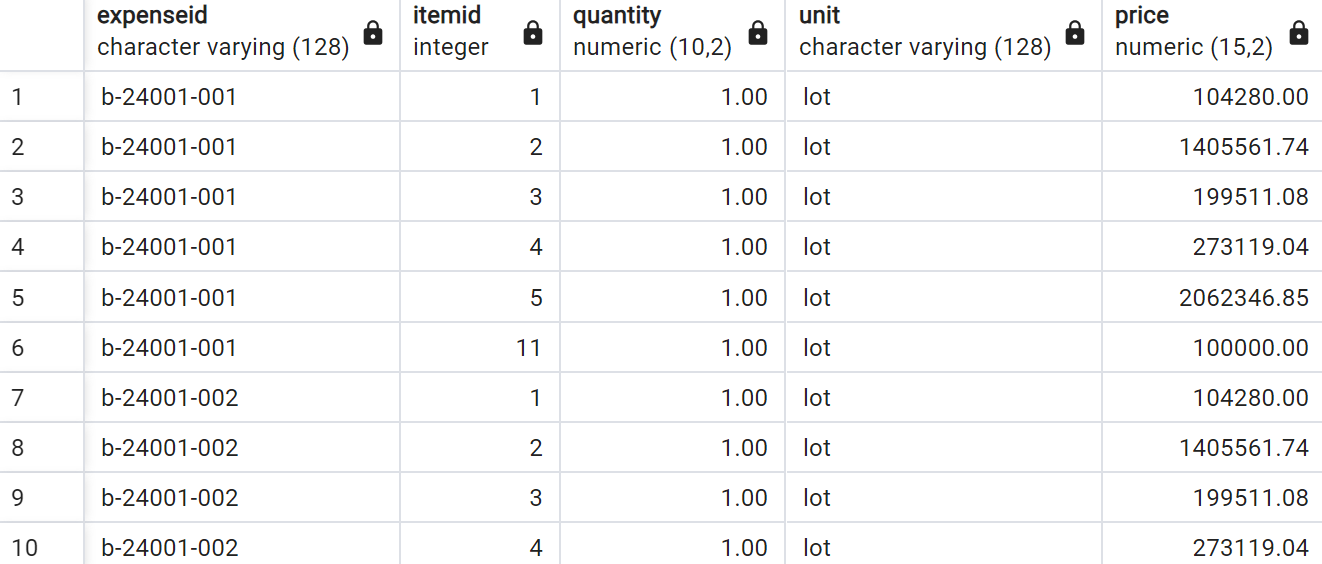 expenseid itemid quantity unit price
character varying (128) integer numeric (10,2) character varying (128) numeric (15,2)
1 b-24001-001 1 1.00 lot 104280.00
2 b-24001-001 2 1.00 lot 1405561.74
3 b-24001-001 3 1.00 lot 199511.08
4 b-24001-001 4 1.00 lot 273119.04
5 b-24001-001 5 1.00 lot 2062346.85
6 b-24001-001 11 1.00 lot 100000.00
7 b-24001-002 1 1.00 lot 104280.00
8 b-24001-002 2 1.00 lot 1405561.74
9 b-24001-002 3 1.00 lot 199511.08
10 b-24001-002 4 1.00 lot 273119.04